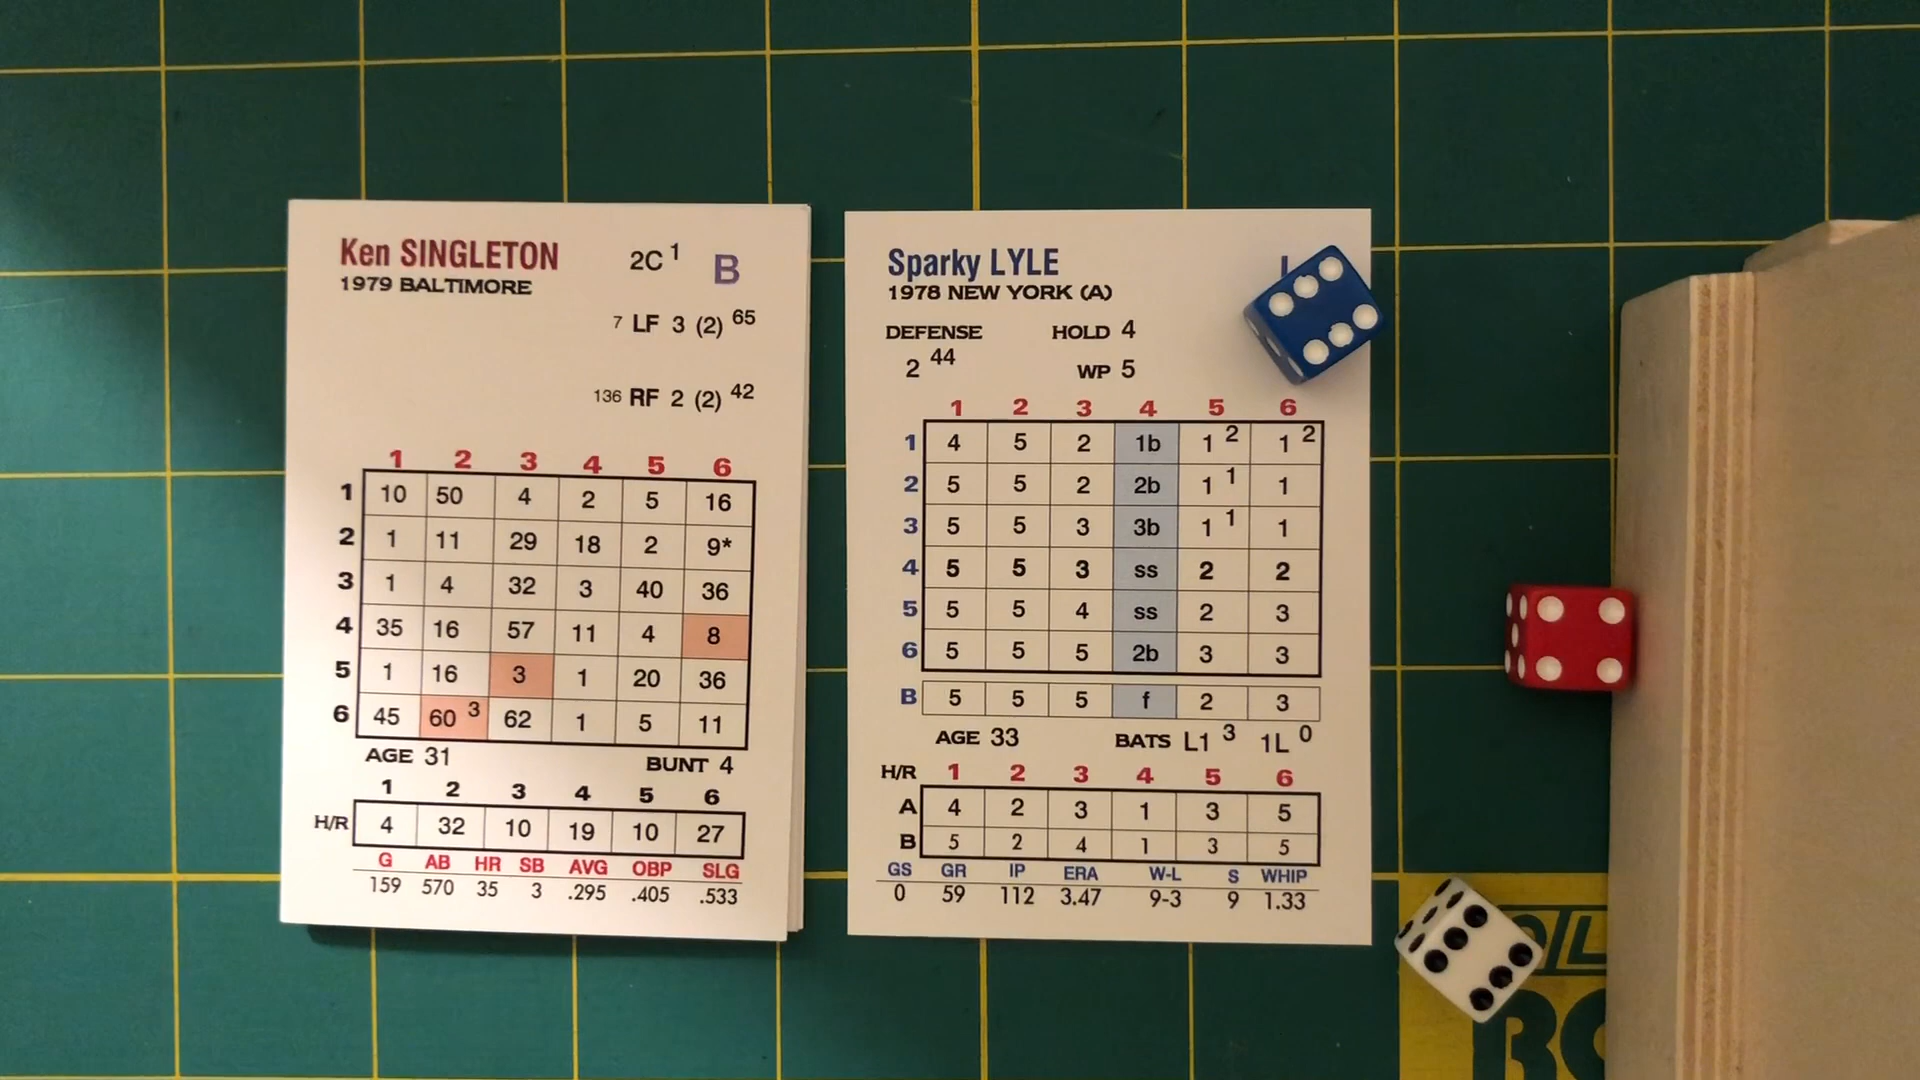 Ken SINGLETON 2C 1 B
1979 BALTIMORE
7 LF 3 (2) 65
136 RF 2 (2) 42
1 2 3 4 5 6
1 10 50 4 2 5 16
2 1 11 29 18 2 9*
3 1 4 32 3 40 36
4 35 16 57 11 4 8
5 1 16 3 1 20 36
6 45 60 3 62 1 5 11
AGE 31 BUNT 4
1 2 3 4 5 6
H/R 4 32 10 19 10 27
G AB HR SB AVG OBP SLG
159 570 35 3 .295 .405 .533
Sparky LYLE
1978 NEW YORK (A)
DEFENSE HOLD 4
2 44 WP 5
1 2 3 4 5 6
1 4 5 2 1b 1 2 1 2
2 5 5 2 2b 1 1 1
3 5 5 3 3b 1 1 1
4 5 5 3 ss 2 2
5 5 5 4 ss 2 3
6 5 5 5 2b 3 3
B 5 5 5 f 2 3
AGE 33 BATS L1 3 1L 0
H/R 1 2 3 4 5 6
A 4 2 3 1 3 5
B 5 2 4 1 3 5
GS GR IP ERA W-L S WHIP
0 59 112 3.47 9-3 9 1.33